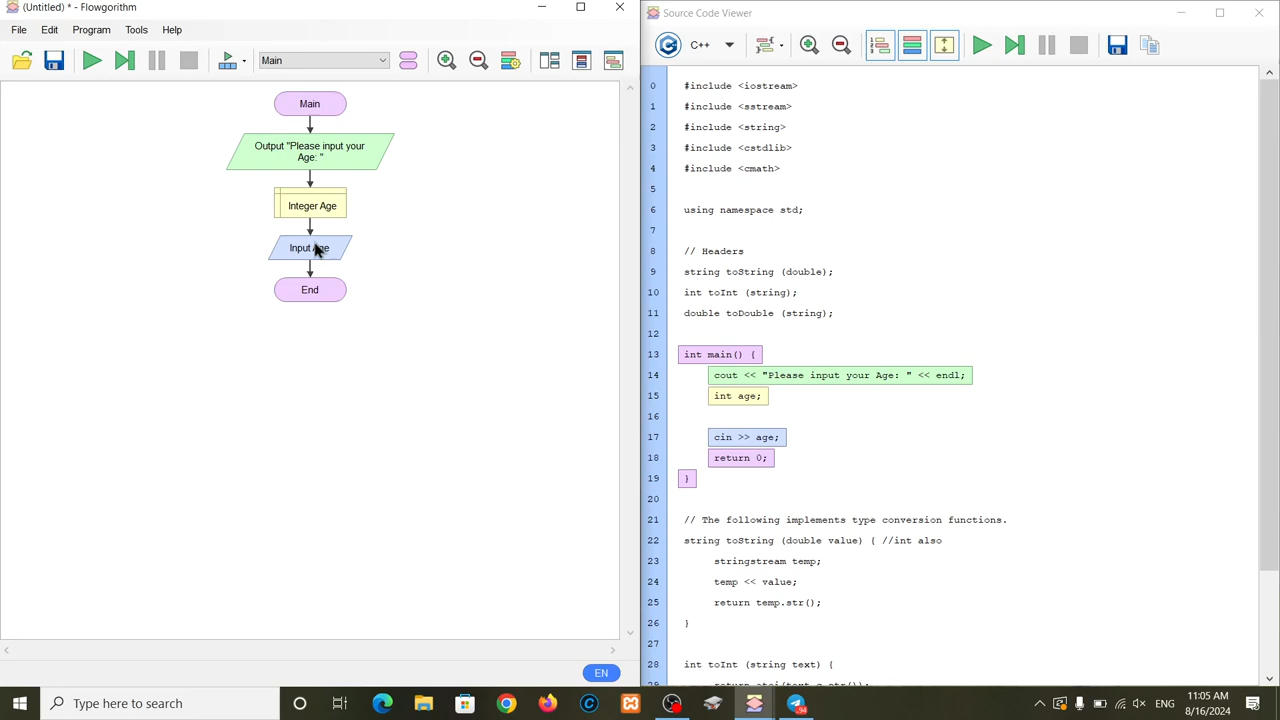 (Untitled) * - Flowgorithm
File Edit Program Tools Help
Main
Main
Output "Please input your
Age: "
Integer Age
Input Age
End
EN
Source Code Viewer
C++
0 #include <iostream>
1 #include <sstream>
2 #include <string>
3 #include <cstdlib>
4 #include <cmath>
5
6 using namespace std;
7
8 // Headers
9 string toString (double);
10 int toInt (string);
11 double toDouble (string);
12
13 int main() {
14 cout << "Please input your Age: " << endl;
15 int age;
16
17 cin >> age;
18 return 0;
19 }
20
21 // The following implements type conversion functions.
22 string toString (double value) { //int also
23 stringstream temp;
24 temp << value;
25 return temp.str();
26 }
27
28 int toInt (string text) {
29 return atoi(text.c_str());
Type here to search
94
11:05 AM
8/16/2024